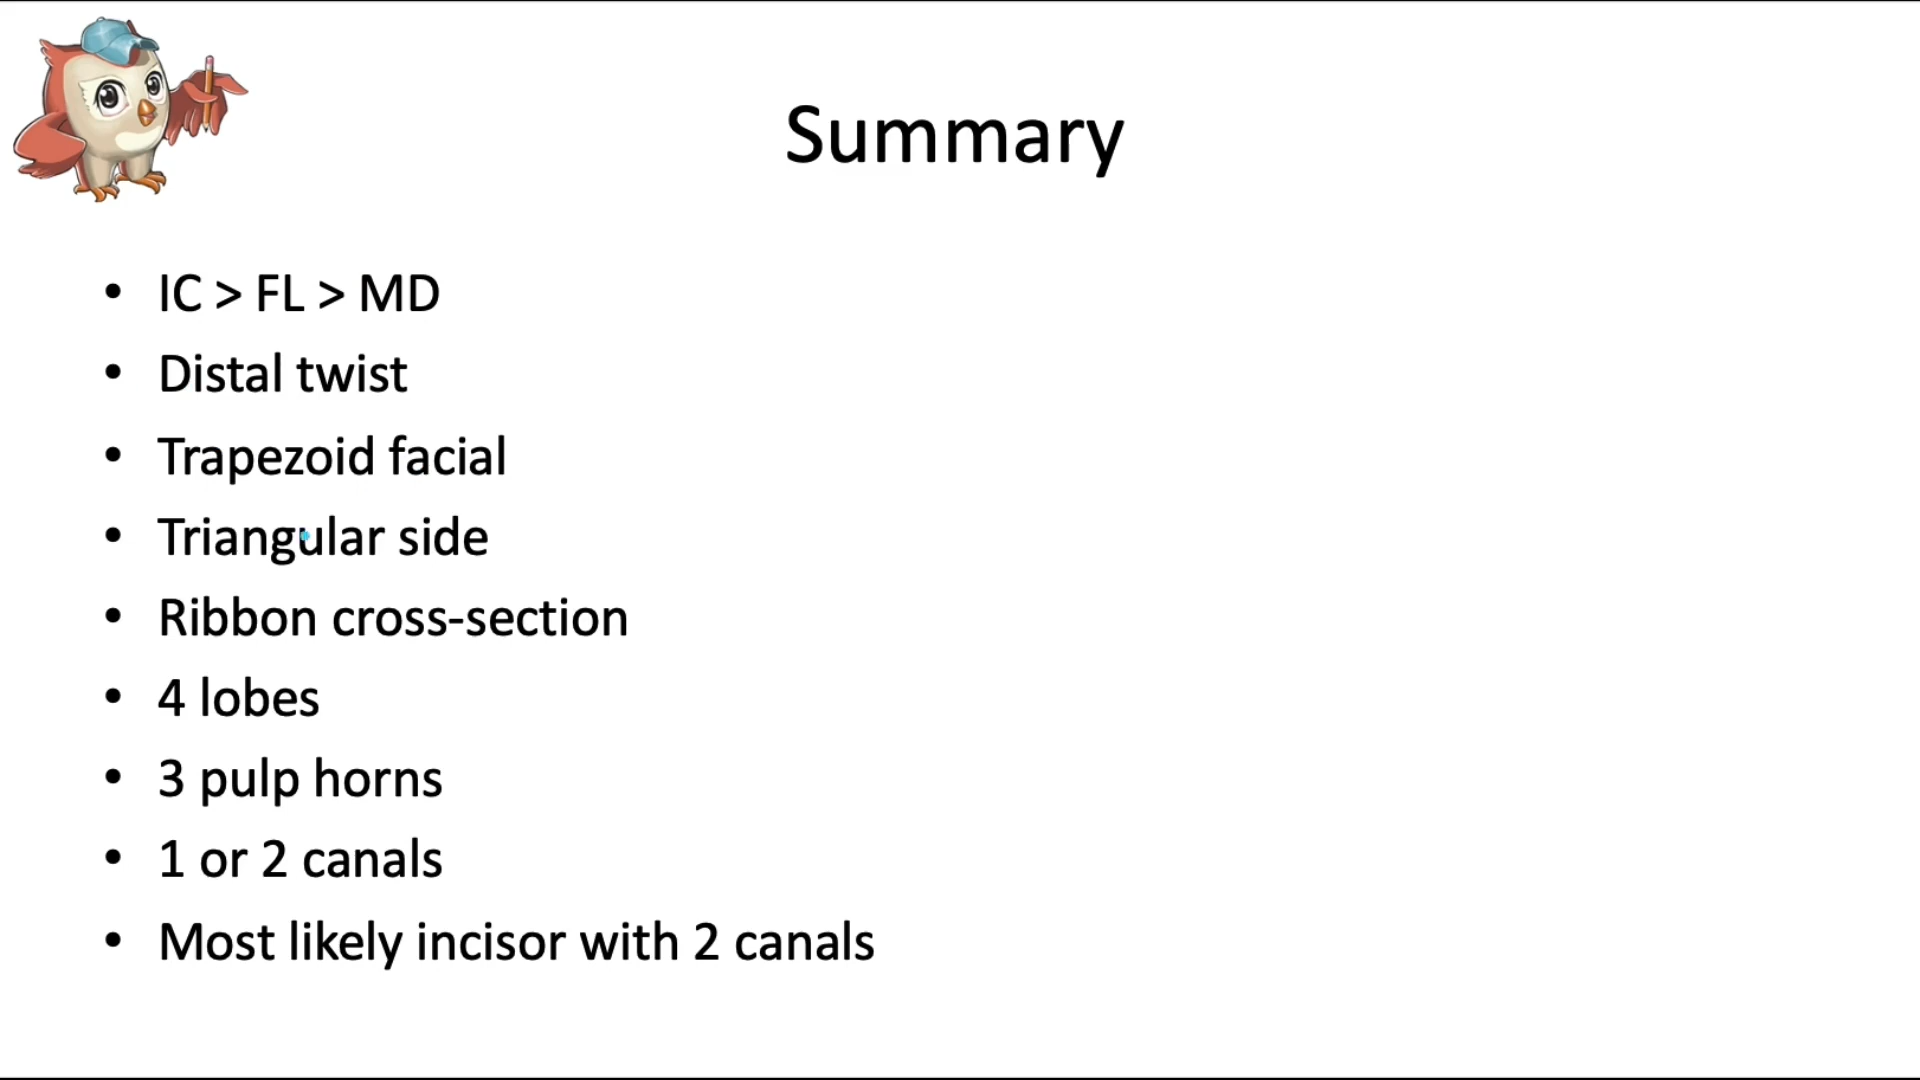 Summary
• IC > FL > MD
• Distal twist
• Trapezoid facial
• Triangular side
• Ribbon cross-section
• 4 lobes
• 3 pulp horns
• 1 or 2 canals
• Most likely incisor with 2 canals